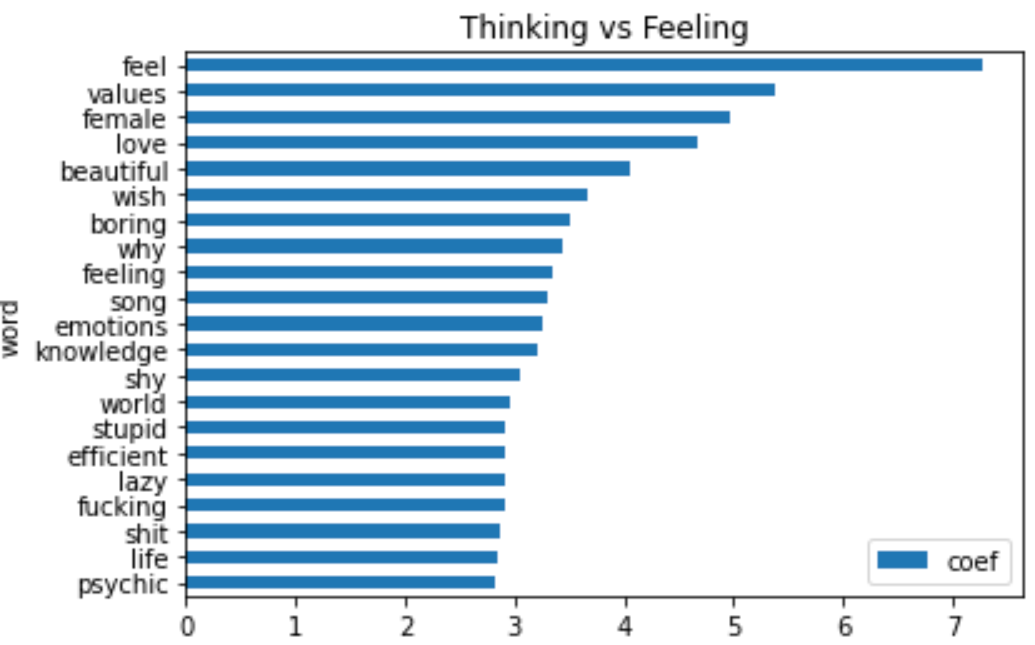 Thinking vs Feeling
word
feel
values
female
love
beautiful
wish
boring
why
feeling
song
emotions
knowledge
shy
world
stupid
efficient
lazy
fucking
shit
life
psychic
coef
0 1 2 3 4 5 6 7